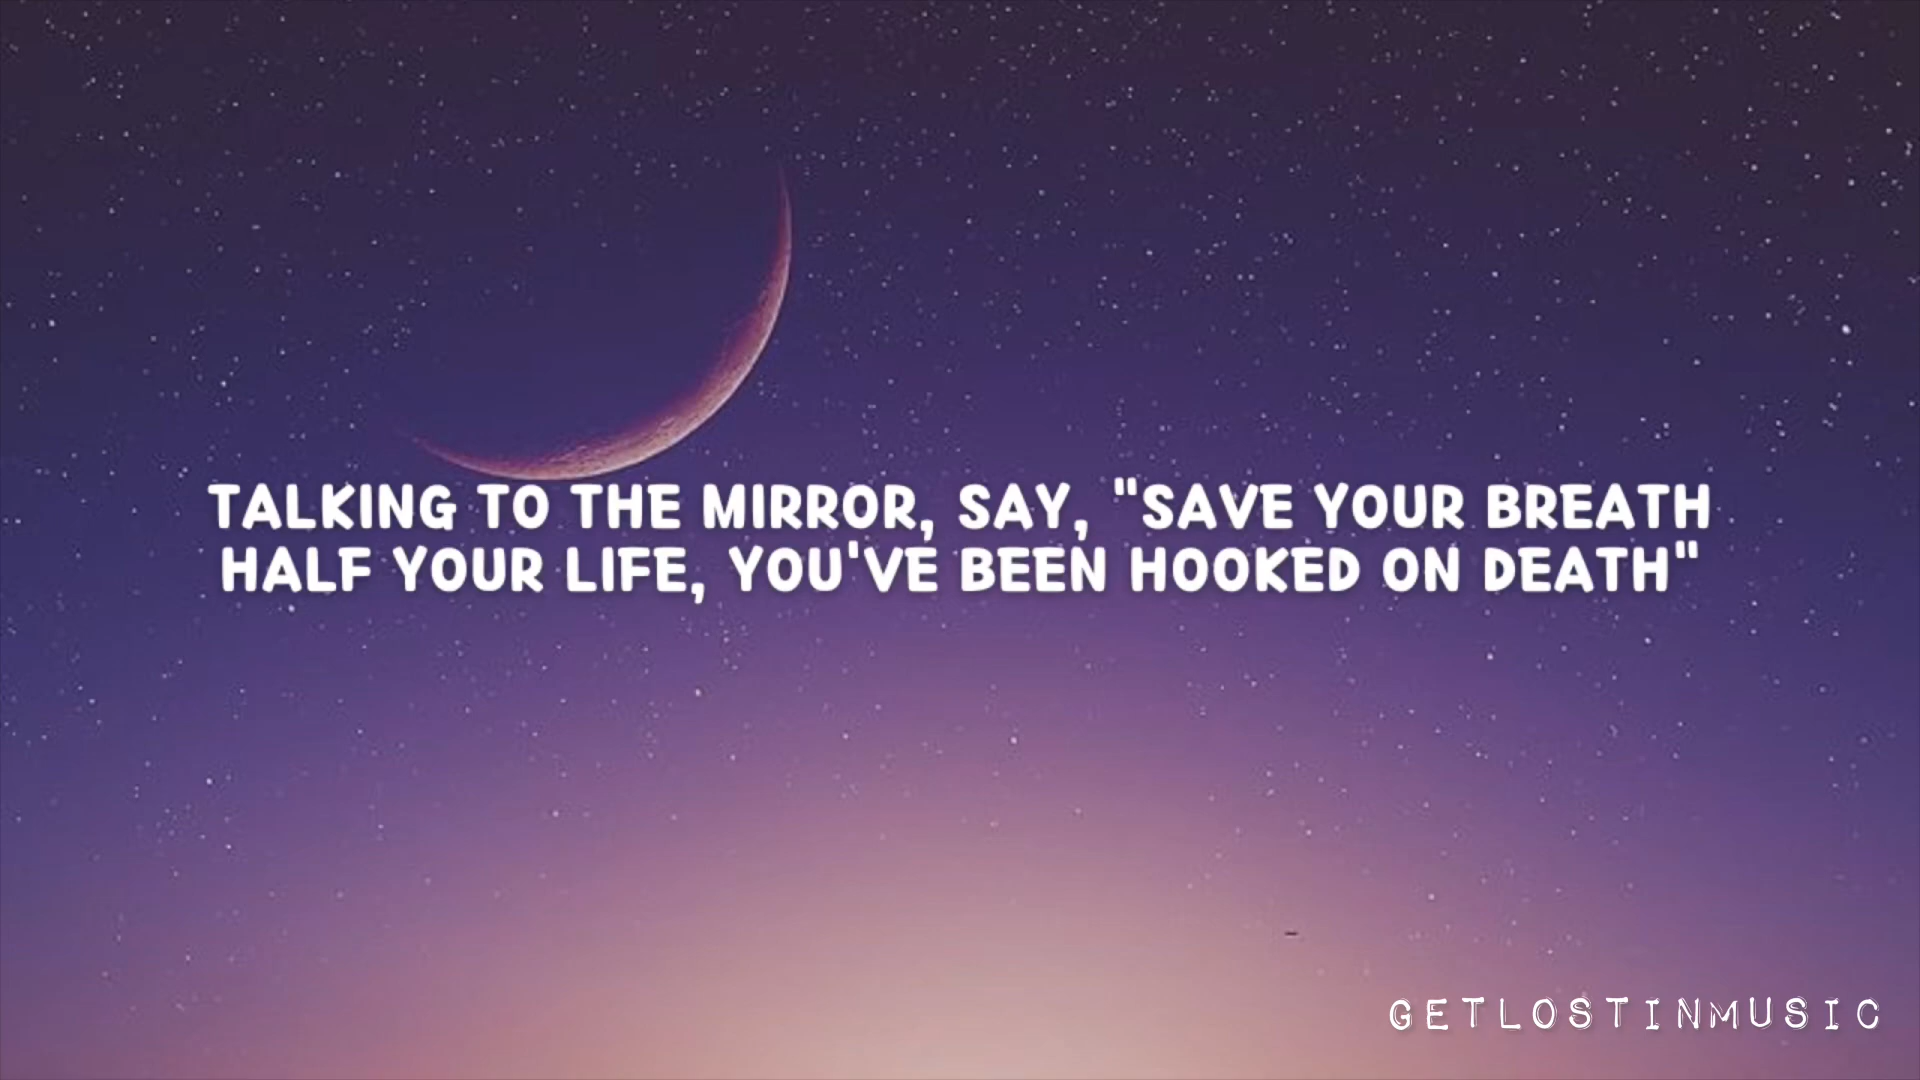 TALKING TO THE MIRROR, SAY, "SAVE YOUR BREATH
HALF YOUR LIFE, YOU'VE BEEN HOOKED ON DEATH"
GETLOSTINMUSIC